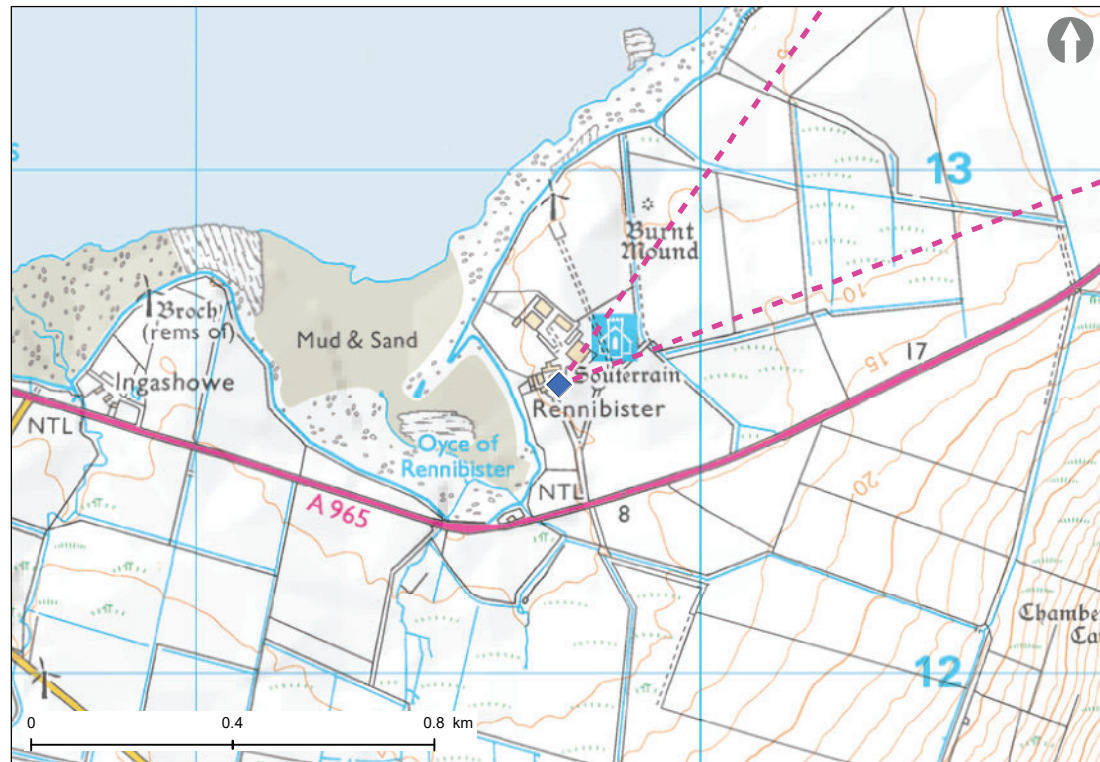 5
13
Burnt
Mound
Broch
(rems of)
10
Mud & Sand
17
15
Ingashowe
Souterrain
Rennibister
NTL
Oyce of
Rennibister
20
NTL
A 965
8
12
0 0.4 0.8 km